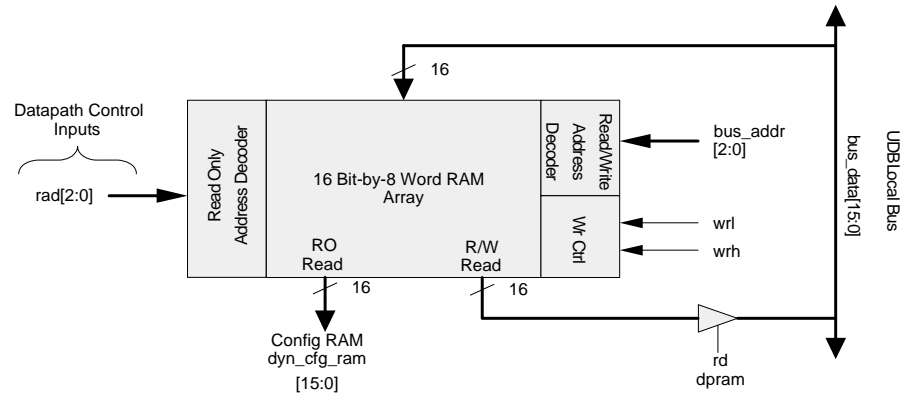 16
Datapath Control
Inputs
rad[2:0]
Read Only
Address Decoder
16 Bit-by-8 Word RAM
Array
Read/Write
Address
Decoder
bus_addr
[2:0]
Wr Ctrl
wrl
wrh
RO
Read
R/W
Read
16
16
Config RAM
dyn_cfg_ram
[15:0]
rd
dpram
UDB Local Bus
bus_data[15:0]